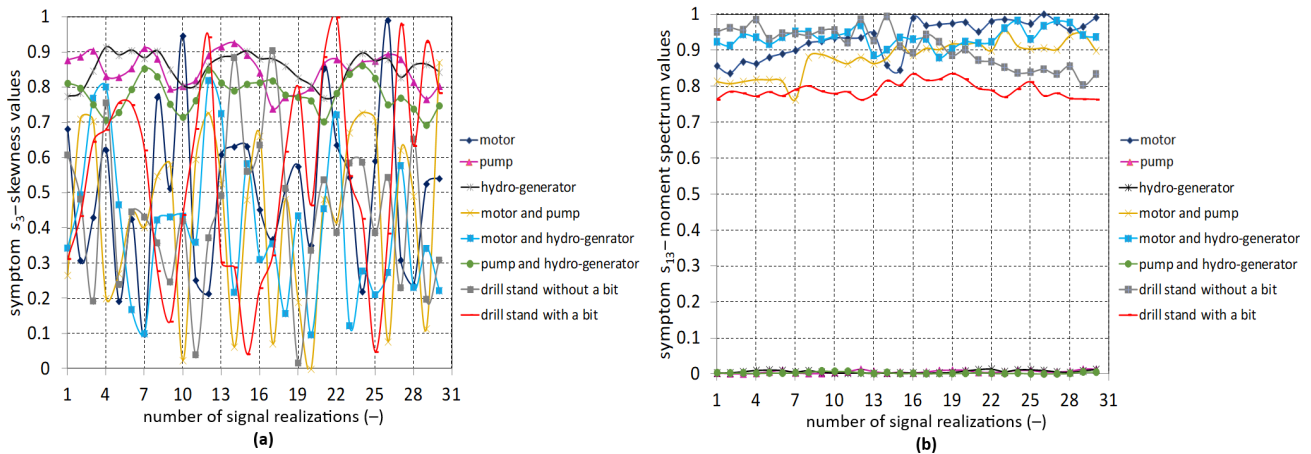 symptom s3−skewness values
1
0.9
0.8
0.7
0.6
0.5
0.4
0.3
0.2
0.1
0
1 4 7 10 13 16 19 22 25 28 31
number of signal realizations (−)
(a)
motor
pump
hydro-generator
motor and pump
motor and hydro-genrator
pump and hydro-generator
drill stand without a bit
drill stand with a bit
symptom s13−moment spectrum values
1
0.9
0.8
0.7
0.6
0.5
0.4
0.3
0.2
0.1
0
1 4 7 10 13 16 19 22 25 28 31
number of signal realizations (−)
(b)
motor
pump
hydro-generator
motor and pump
motor and hydro-generator
pump and hydro-generator
drill stand without a bit
drill stand with a bit